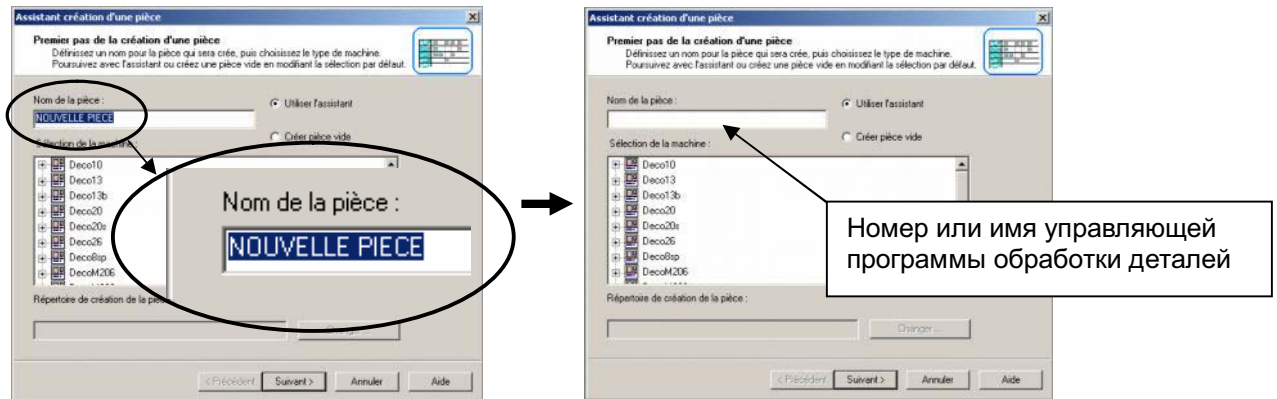 Assistant création d'une pièce
Premier pas de la création d'une pièce
Définissez un nom pour la pièce qui sera crée, puis choisissez le type de machine.
Poursuivez avec l'assistant ou créez une pièce vide en modifiant la sélection par défaut.
Nom de la pièce :
NOUVELLE PIECE
Utiliser l'assistant
Créer pièce vide
Sélection de la machine :
Deco10
Deco13
Deco13b
Deco20
Deco20s
Deco26
Deco8sp
DecoM206
Répertoire de création de la pièce
< Précédent
Suivant >
Annuler
Aide
Nom de la pièce :
NOUVELLE PIECE
Assistant création d'une pièce
Premier pas de la création d'une pièce
Définissez un nom pour la pièce qui sera crée, puis choisissez le type de machine.
Poursuivez avec l'assistant ou créez une pièce vide en modifiant la sélection par défaut.
Nom de la pièce :
Utiliser l'assistant
Créer pièce vide
Sélection de la machine :
Deco10
Deco13
Deco13b
Deco20
Deco20s
Deco26
Deco8sp
DecoM206
Répertoire de création de la pièce :
Changer ...
< Précédent
Suivant >
Annuler
Aide
Номер или имя управляющей
программы обработки деталей